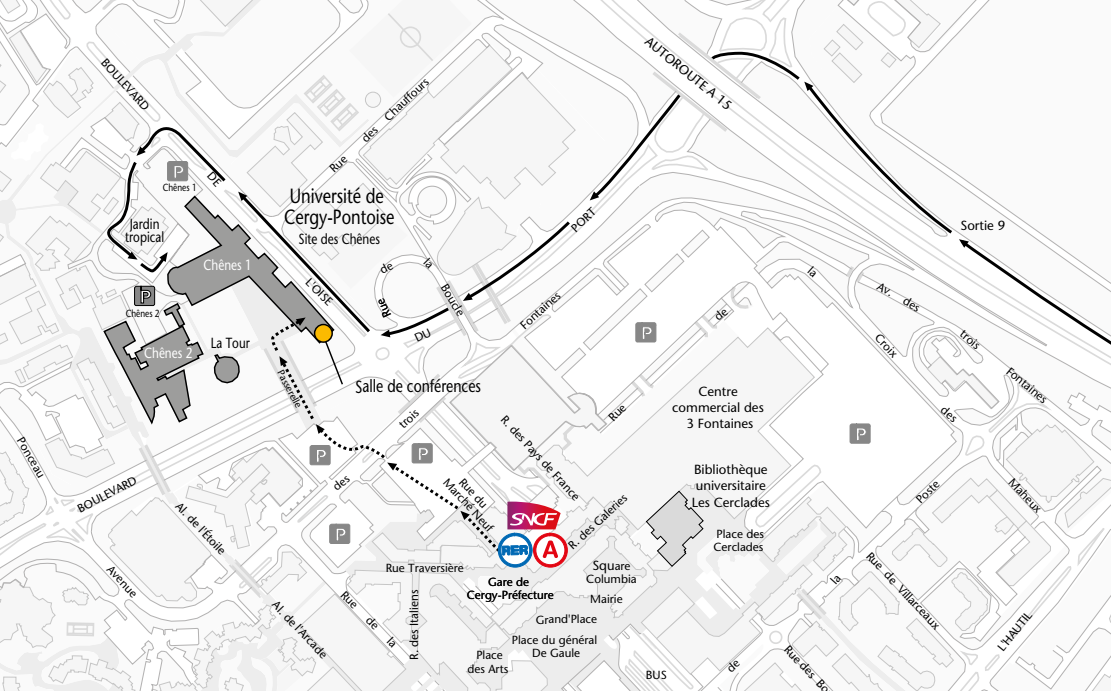 BOULEVARD
DE
L'OISE
AUTOROUTE A 15
Rue des Chauffours
P
Chênes 1
Université de
Cergy-Pontoise
Site des Chênes
Jardin
tropical
Chênes 1
P
Chênes 2
Chênes 2
La Tour
Salle de conférences
Passerelle
Rue de la Boucle
BOULEVARD DU PORT
Sortie 9
Av. des trois Fontaines
la Croix des
Maheux
des trois Fontaines
P
Rue de
Centre
commercial des
3 Fontaines
P
Bibliothèque
universitaire
Les Cerclades
Place des
Cerclades
R. des Pays de France
Rue du
Marché Neuf
R. des Galeries
P
P
P
SNCF
RER A
Gare de
Cergy-Préfecture
Rue Traversière
R. des Italiens
Square
Columbia
Mairie
Grand'Place
Place du général
De Gaule
Place
des Arts
BUS
Ponceau
Al. de l'Étoile
Avenue
Al. de l'Arcade
Rue de la
de la Poste
Rue de Villarceaux
Rue des Bo
L'HAUTIL